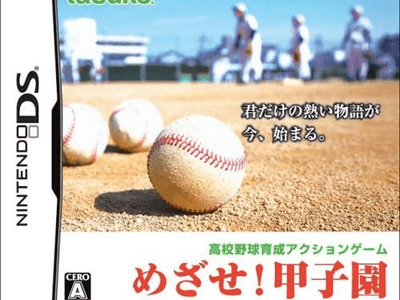 NINTENDO DS
君だけの熱い物語が
今、始まる。
高校野球育成アクションゲーム
めざせ!甲子園
CERO
A